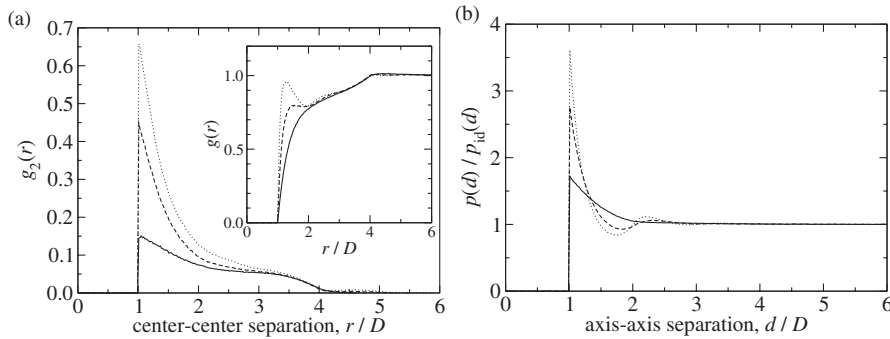 (a)
0.7
0.6
0.5
0.4
0.3
0.2
0.1
0.0
g2(r)
0 1 2 3 4 5 6
center-center separation, r / D
1.0
0.5
0.0
g(r)
0 2 4 6
r / D
(b)
4
3
2
1
0
p(d) / pid(d)
0 1 2 3 4 5 6
axis-axis separation, d / D